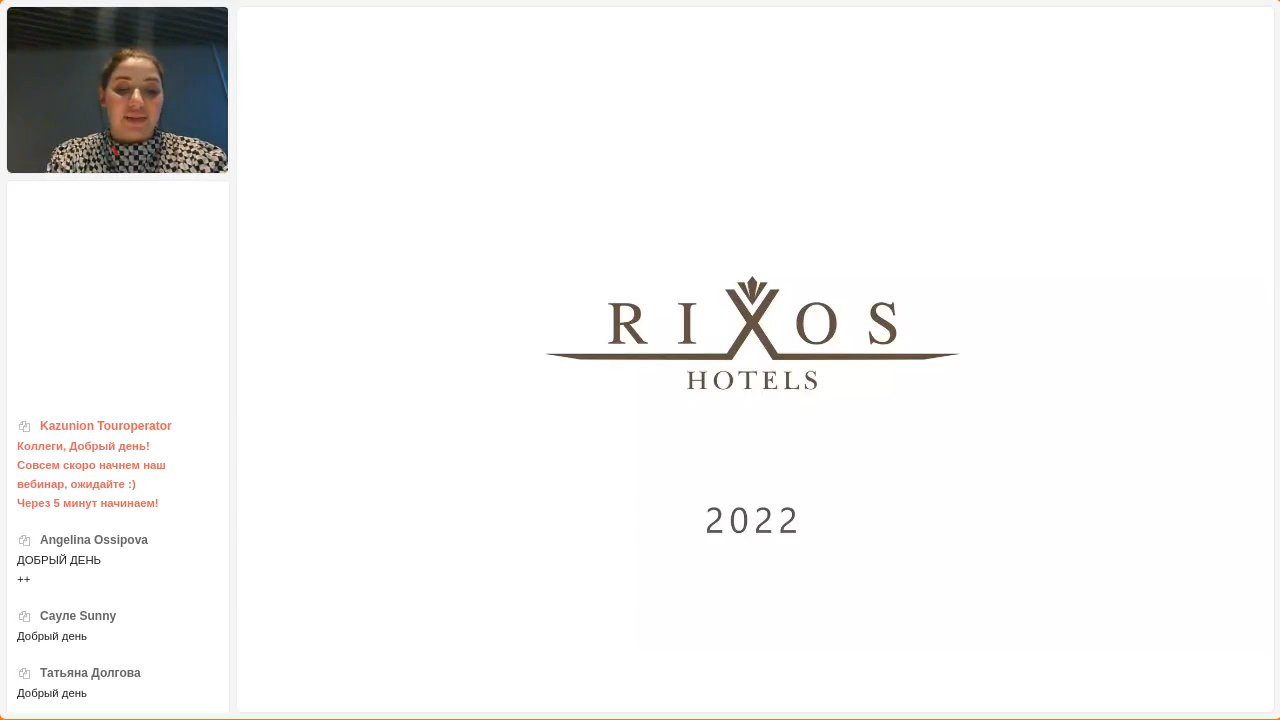 Kazunion Touroperator
Коллеги, Добрый день!
Совсем скоро начнем наш
вебинар, ожидайте :)
Через 5 минут начинаем!
Angelina Ossipova
ДОБРЫЙ ДЕНЬ
++
Сауле Sunny
Добрый день
Татьяна Долгова
Добрый день
RIXOS
HOTELS
2022